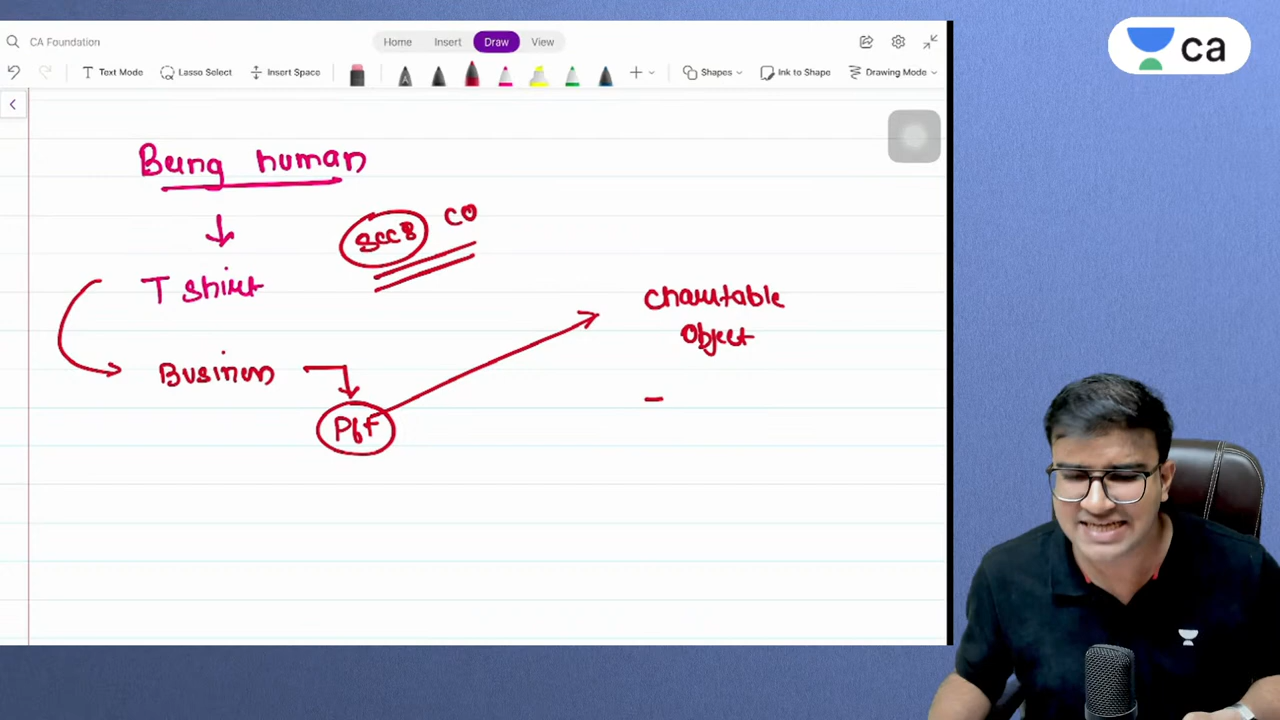 CA Foundation
Home Insert Draw View
Text Mode Lasso Select Insert Space Shapes Ink to Shape Drawing Mode
ca
Being human
sec 8 CO
T shirt
Charitable
Object
Business